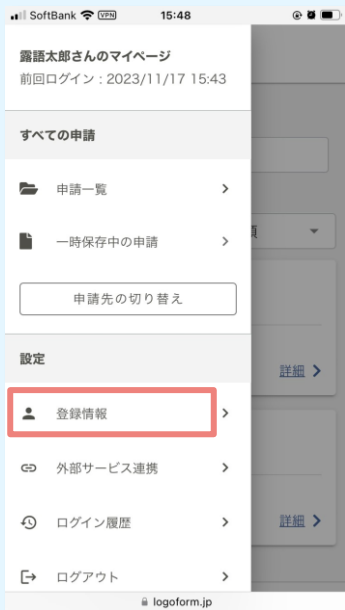 SoftBank VPN 15:48
露語太郎さんのマイページ
前回ログイン : 2023/11/17 15:43
すべての申請
申請一覧
一時保存中の申請
申請先の切り替え
設定
詳細
登録情報
外部サービス連携
ログイン履歴
詳細
ログアウト
logoform.jp